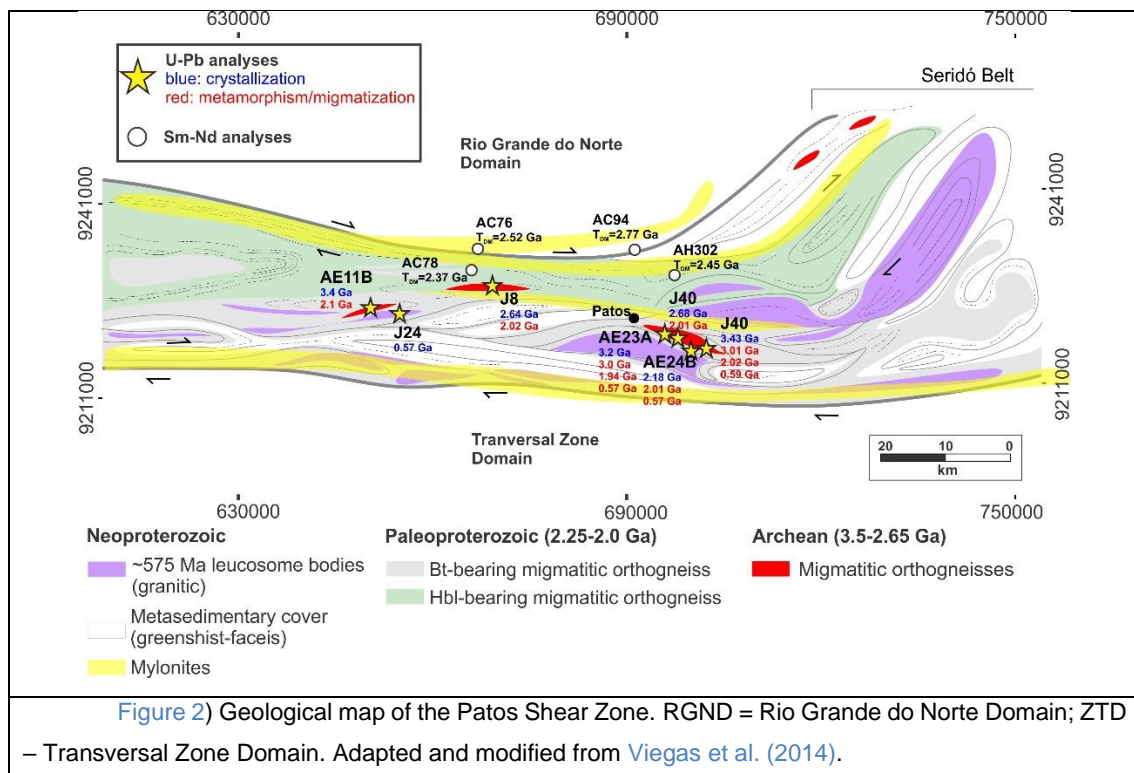 630000
690000
750000
U-Pb analyses
blue: crystallization
red: metamorphism/migmatization
Sm-Nd analyses
Seridó Belt
Rio Grande do Norte
Domain
9241000
9241000
AC76
T_DM=2.52 Ga
AC94
T_DM=2.77 Ga
AC78
T_DM=2.37 Ga
AH302
T_DM=2.45 Ga
AE11B
3.4 Ga
2.1 Ga
J8
2.64 Ga
2.02 Ga
J24
0.57 Ga
J40
2.68 Ga
2.01 Ga
Patos
J40
3.43 Ga
3.01 Ga
2.02 Ga
0.59 Ga
AE23A
3.2 Ga
3.0 Ga
1.94 Ga
0.57 Ga
AE24B
2.18 Ga
2.01 Ga
0.57 Ga
9211000
9211000
Tranversal Zone
Domain
20 10 0
km
630000
690000
750000
Neoproterozoic
~575 Ma leucosome bodies
(granitic)
Metasedimentary cover
(greenshist-faceis)
Mylonites
Paleoproterozoic (2.25-2.0 Ga)
Bt-bearing migmatitic orthogneiss
Hbl-bearing migmatitic orthogneiss
Archean (3.5-2.65 Ga)
Migmatitic orthogneisses
Figure 2) Geological map of the Patos Shear Zone. RGND = Rio Grande do Norte Domain; ZTD
– Transversal Zone Domain. Adapted and modified from Viegas et al. (2014).